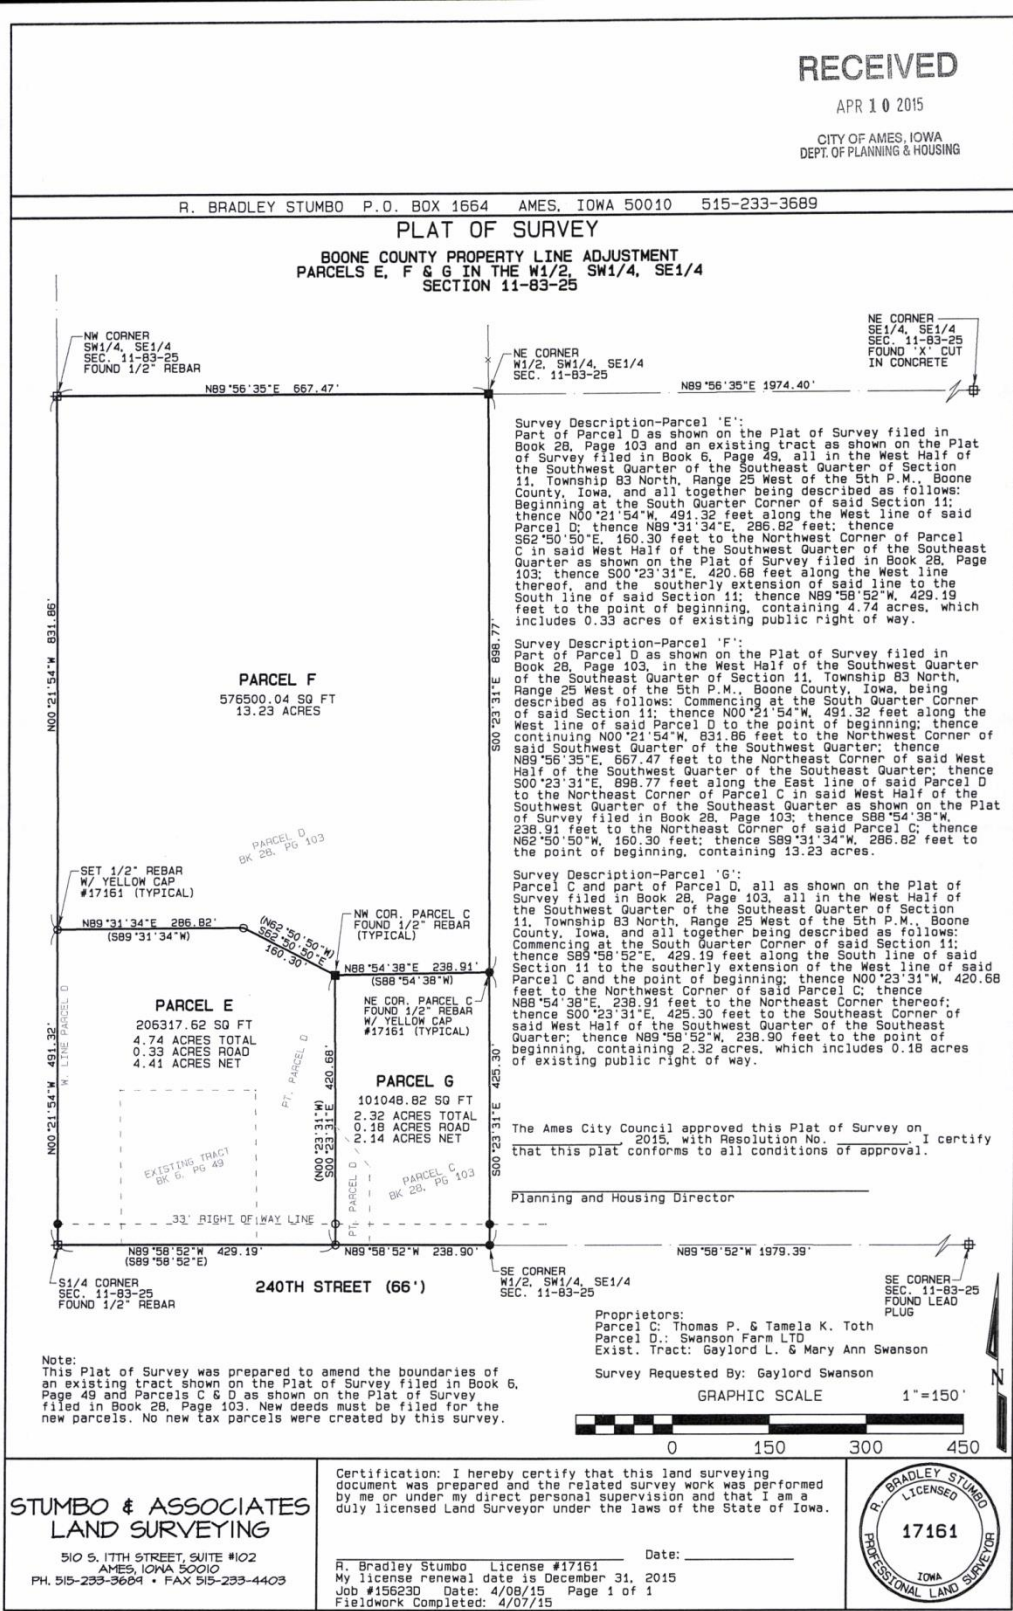 RECEIVED
APR 10 2015
CITY OF AMES, IOWA
DEPT. OF PLANNING & HOUSING
R. BRADLEY STUMBO P.O. BOX 1664 AMES, IOWA 50010 515-233-3689
PLAT OF SURVEY
BOONE COUNTY PROPERTY LINE ADJUSTMENT
PARCELS E, F & G IN THE W1/2, SW1/4, SE1/4
SECTION 11-83-25
NW CORNER
SW1/4, SE1/4
SEC. 11-83-25
FOUND 1/2" REBAR
NE CORNER
W1/2, SW1/4, SE1/4
SEC. 11-83-25
NE CORNER
SE1/4, SE1/4
SEC. 11-83-25
FOUND 'X' CUT
IN CONCRETE
N89°56'35"E 667.47'
N89°56'35"E 1974.40'
N00°21'54"W 831.86'
S00°23'31"E 898.77'
PARCEL F
576500.04 SQ FT
13.23 ACRES
PARCEL D
BK 28, PG 103
SET 1/2" REBAR
W/ YELLOW CAP
#17161 (TYPICAL)
N89°31'34"E 286.82'
(S89°31'34"W)
(N62°50'50"W)
S62°50'50"E
160.30'
NW COR. PARCEL C
FOUND 1/2" REBAR
(TYPICAL)
N88°54'38"E 238.91'
(S88°54'38"W)
NE COR. PARCEL C
FOUND 1/2" REBAR
W/ YELLOW CAP
#17161 (TYPICAL)
PARCEL E
206317.62 SQ FT
4.74 ACRES TOTAL
0.33 ACRES ROAD
4.41 ACRES NET
N00°21'54"W 491.32'
W. LINE PARCEL D
PT. PARCEL D
(N00°23'31"W)
S00°23'31"E 420.68'
PARCEL G
101048.82 SQ FT
2.32 ACRES TOTAL
0.18 ACRES ROAD
2.14 ACRES NET
S00°23'31"E 425.30'
EXISTING TRACT
BK 6, PG 49
PT. PARCEL D
PARCEL C
BK 28, PG 103
33' RIGHT OF WAY LINE
N89°58'52"W 429.19'
(S89°58'52"E)
N89°58'52"W 238.90'
N89°58'52"W 1979.39'
S1/4 CORNER
SEC. 11-83-25
FOUND 1/2" REBAR
240TH STREET (66')
SE CORNER
W1/2, SW1/4, SE1/4
SEC. 11-83-25
SE CORNER
SEC. 11-83-25
FOUND LEAD
PLUG
Survey Description-Parcel 'E':
Part of Parcel D as shown on the Plat of Survey filed in
Book 28, Page 103 and an existing tract as shown on the Plat
of Survey filed in Book 6, Page 49, all in the West Half of
the Southwest Quarter of the Southeast Quarter of Section
11, Township 83 North, Range 25 West of the 5th P.M., Boone
County, Iowa, and all together being described as follows:
Beginning at the South Quarter Corner of said Section 11;
thence N00°21'54"W, 491.32 feet along the West line of said
Parcel D; thence N89°31'34"E, 286.82 feet; thence
S62°50'50"E, 160.30 feet to the Northwest Corner of Parcel
C in said West Half of the Southwest Quarter of the Southeast
Quarter as shown on the Plat of Survey filed in Book 28, Page
103; thence S00°23'31"E, 420.68 feet along the West line
thereof, and the southerly extension of said line to the
South line of said Section 11; thence N89°58'52"W, 429.19
feet to the point of beginning, containing 4.74 acres, which
includes 0.33 acres of existing public right of way.
Survey Description-Parcel 'F':
Part of Parcel D as shown on the Plat of Survey filed in
Book 28, Page 103, in the West Half of the Southwest Quarter
of the Southeast Quarter of Section 11, Township 83 North,
Range 25 West of the 5th P.M., Boone County, Iowa, being
described as follows: Commencing at the South Quarter Corner
of said Section 11; thence N00°21'54"W, 491.32 feet along the
West line of said Parcel D to the point of beginning; thence
continuing N00°21'54"W, 831.86 feet to the Northwest Corner of
said Southwest Quarter of the Southwest Quarter; thence
N89°56'35"E, 667.47 feet to the Northeast Corner of said West
Half of the Southwest Quarter of the Southeast Quarter; thence
S00°23'31"E, 898.77 feet along the East line of said Parcel D
to the Northeast Corner of Parcel C in said West Half of the
Southwest Quarter of the Southeast Quarter as shown on the Plat
of Survey filed in Book 28, Page 103; thence S88°54'38"W,
238.91 feet to the Northeast Corner of said Parcel C; thence
N62°50'50"W, 160.30 feet; thence S89°31'34"W, 286.82 feet to
the point of beginning, containing 13.23 acres.
Survey Description-Parcel 'G':
Parcel C and part of Parcel D, all as shown on the Plat of
Survey filed in Book 28, Page 103, all in the West Half of
the Southwest Quarter of the Southeast Quarter of Section
11, Township 83 North, Range 25 West of the 5th P.M., Boone
County, Iowa, and all together being described as follows:
Commencing at the South Quarter Corner of said Section 11;
thence S89°58'52"E, 429.19 feet along the South line of said
Section 11 to the southerly extension of the West line of said
Parcel C and the point of beginning; thence N00°23'31"W, 420.68
feet to the Northwest Corner of said Parcel C; thence
N88°54'38"E, 238.91 feet to the Northeast Corner thereof;
thence S00°23'31"E, 425.30 feet to the Southeast Corner of
said West Half of the Southwest Quarter of the Southeast
Quarter; thence N89°58'52"W, 238.90 feet to the point of
beginning, containing 2.32 acres, which includes 0.18 acres
of existing public right of way.
The Ames City Council approved this Plat of Survey on
____________, 2015, with Resolution No. ________. I certify
that this plat conforms to all conditions of approval.
Planning and Housing Director
Proprietors:
Parcel C: Thomas P. & Tamela K. Toth
Parcel D.: Swanson Farm LTD
Exist. Tract: Gaylord L. & Mary Ann Swanson
Survey Requested By: Gaylord Swanson
GRAPHIC SCALE 1"=150'
0 150 300 450
N
Note:
This Plat of Survey was prepared to amend the boundaries of
an existing tract shown on the Plat of Survey filed in Book 6,
Page 49 and Parcels C & D as shown on the Plat of Survey
filed in Book 28, Page 103. New deeds must be filed for the
new parcels. No new tax parcels were created by this survey.
STUMBO & ASSOCIATES
LAND SURVEYING
510 S. 17TH STREET, SUITE #102
AMES, IOWA 50010
PH. 515-233-3689 • FAX 515-233-4403
Certification: I hereby certify that this land surveying
document was prepared and the related survey work was performed
by me or under my direct personal supervision and that I am a
duly licensed Land Surveyor under the laws of the State of Iowa.
Date:
R. Bradley Stumbo License #17161
My license renewal date is December 31, 2015
Job #15623D Date: 4/08/15 Page 1 of 1
Fieldwork Completed: 4/07/15
R. BRADLEY STUMBO
LICENSED
17161
IOWA
PROFESSIONAL LAND SURVEYOR